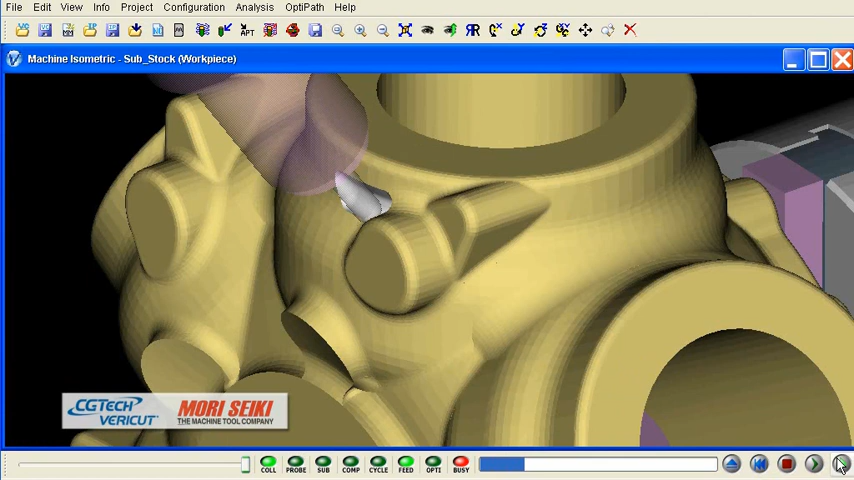 File Edit View Info Project Configuration Analysis OptiPath Help
APT
Machine Isometric - Sub_Stock (Workpiece)
CGTECH VERICUT
MORI SEIKI
THE MACHINE TOOL COMPANY
COLL PROBE SUB COMP CYCLE FEED OPTI BUSY